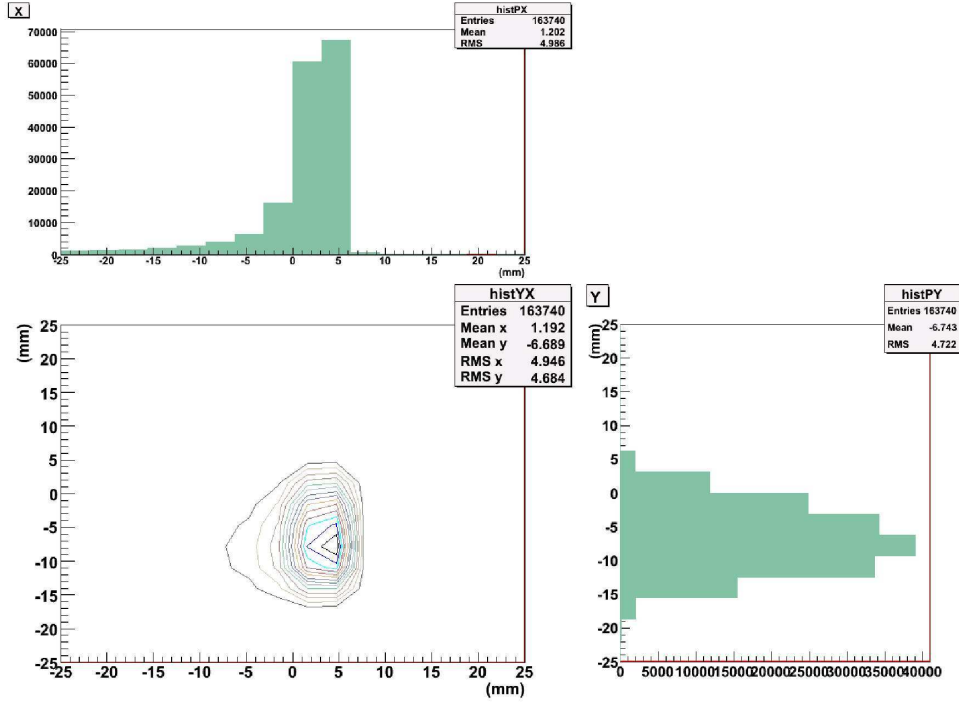 X
histPX
Entries 163740
Mean 1.202
RMS 4.986
70000
60000
50000
40000
30000
20000
10000
0
-25 -20 -15 -10 -5 0 5 10 15 20 25
(mm)
histYX
Entries 163740
Mean x 1.192
Mean y -6.689
RMS x 4.946
RMS y 4.684
(mm)
25
20
15
10
5
0
-5
-10
-15
-20
-25
-25 -20 -15 -10 -5 0 5 10 15 20 25
(mm)
Y
histPY
Entries 163740
Mean -6.743
RMS 4.722
(mm)
25
20
15
10
5
0
-5
-10
-15
-20
-25
0 5000 10000 15000 20000 25000 30000 35000 40000